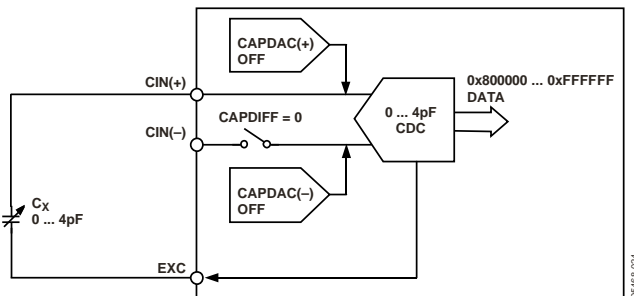 CAPDAC(+)
OFF
CIN(+)
0x800000 ... 0xFFFFFF
DATA
CAPDIFF = 0
0 ... 4pF
CDC
CIN(–)
CAPDAC(–)
OFF
CX
0 ... 4pF
EXC